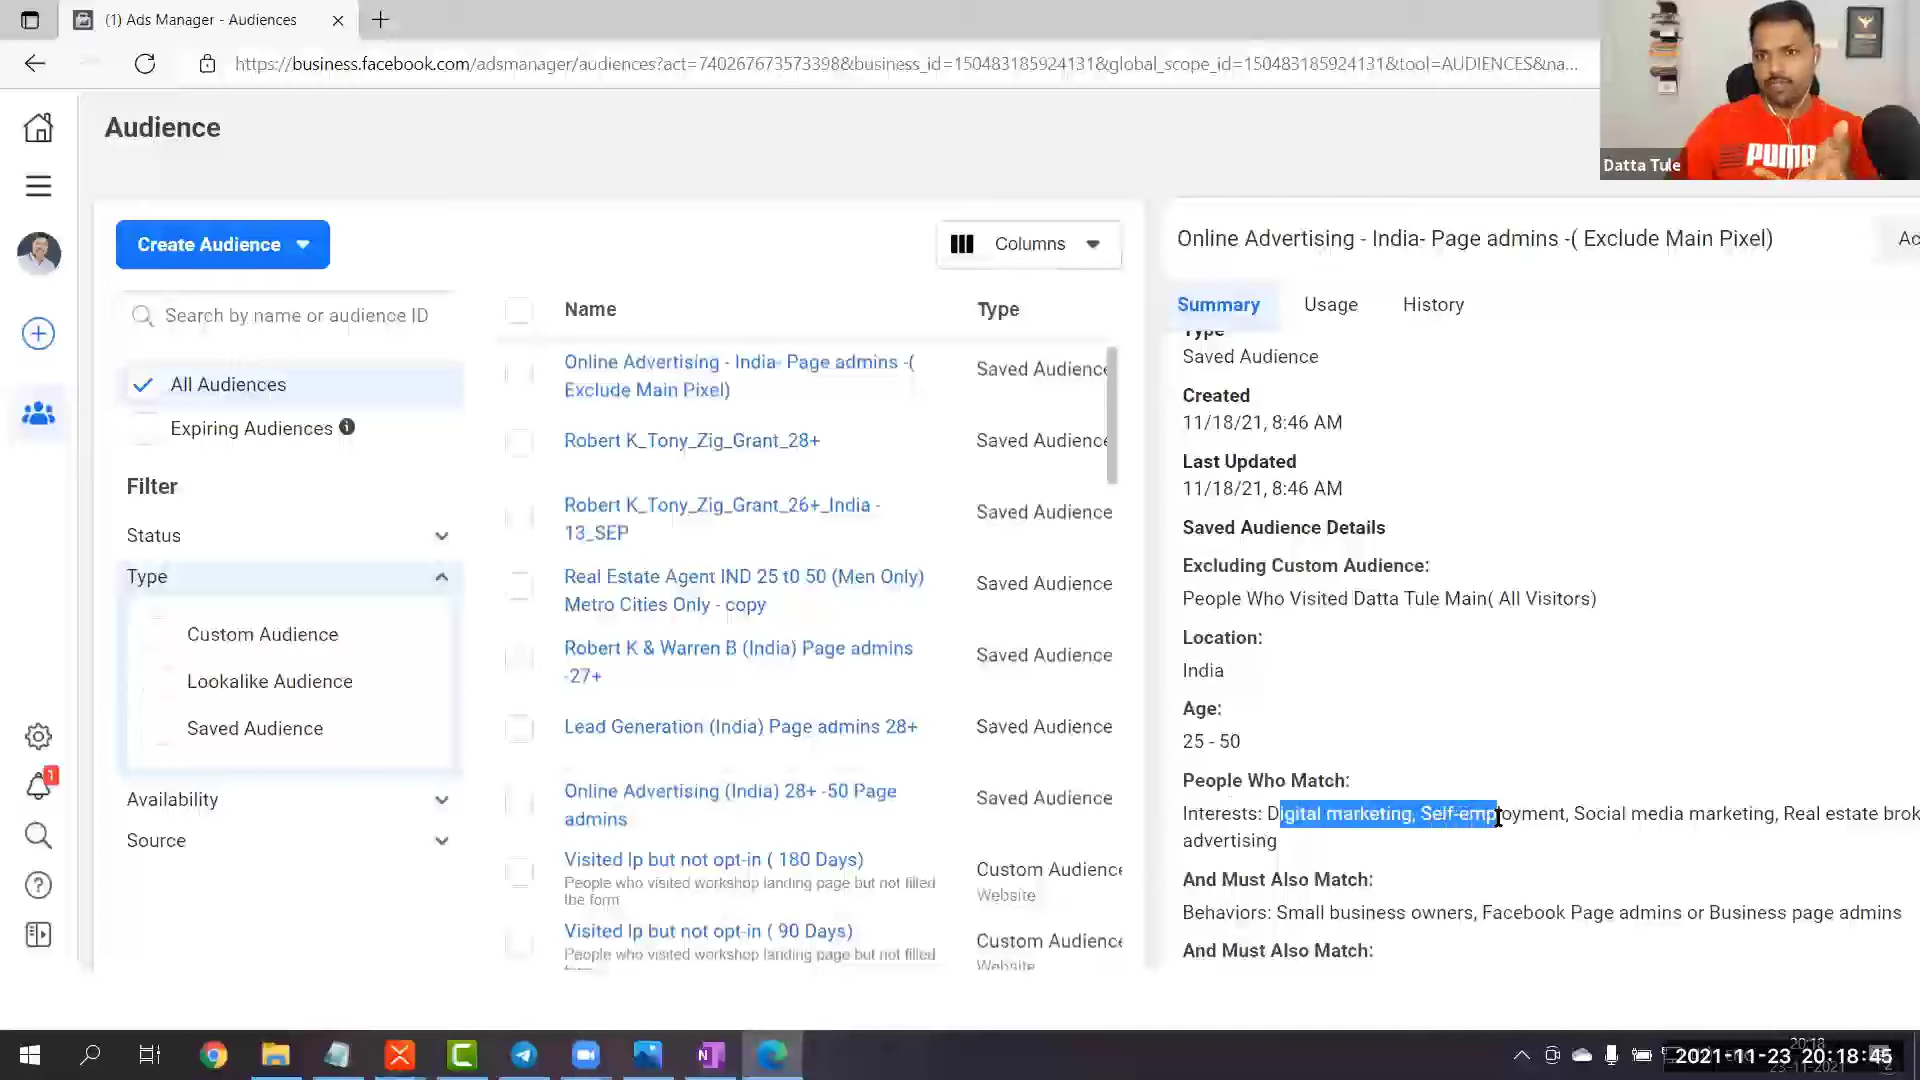 (1) Ads Manager - Audiences
https://business.facebook.com/adsmanager/audiences?act=740267673573398&business_id=150483185924131&global_scope_id=150483185924131&tool=AUDIENCES&na...
PUMA
Datta Tule
Audience
Create Audience
Columns
Search by name or audience ID
All Audiences
Expiring Audiences
Filter
Status
Type
Custom Audience
Lookalike Audience
Saved Audience
Availability
Source
Name
Type
Online Advertising - India- Page admins -(
Exclude Main Pixel)
Saved Audience
Robert K_Tony_Zig_Grant_28+
Saved Audience
Robert K_Tony_Zig_Grant_26+_India -
13_SEP
Saved Audience
Real Estate Agent IND 25 t0 50 (Men Only)
Metro Cities Only - copy
Saved Audience
Robert K & Warren B (India) Page admins
-27+
Saved Audience
Lead Generation (India) Page admins 28+
Saved Audience
Online Advertising (India) 28+ -50 Page
admins
Saved Audience
Visited lp but not opt-in ( 180 Days)
People who visited workshop landing page but not filled
the form
Custom Audience
Website
Visited lp but not opt-in ( 90 Days)
People who visited workshop landing page but not filled
Custom Audience
Website
Online Advertising - India- Page admins -( Exclude Main Pixel)
Ac
Summary
Usage
History
Type
Saved Audience
Created
11/18/21, 8:46 AM
Last Updated
11/18/21, 8:46 AM
Saved Audience Details
Excluding Custom Audience:
People Who Visited Datta Tule Main( All Visitors)
Location:
India
Age:
25 - 50
People Who Match:
Interests: Digital marketing, Self-employment, Social media marketing, Real estate brok
advertising
And Must Also Match:
Behaviors: Small business owners, Facebook Page admins or Business page admins
And Must Also Match:
1
20:18
2021-11-23 20:18:45
23-11-2021